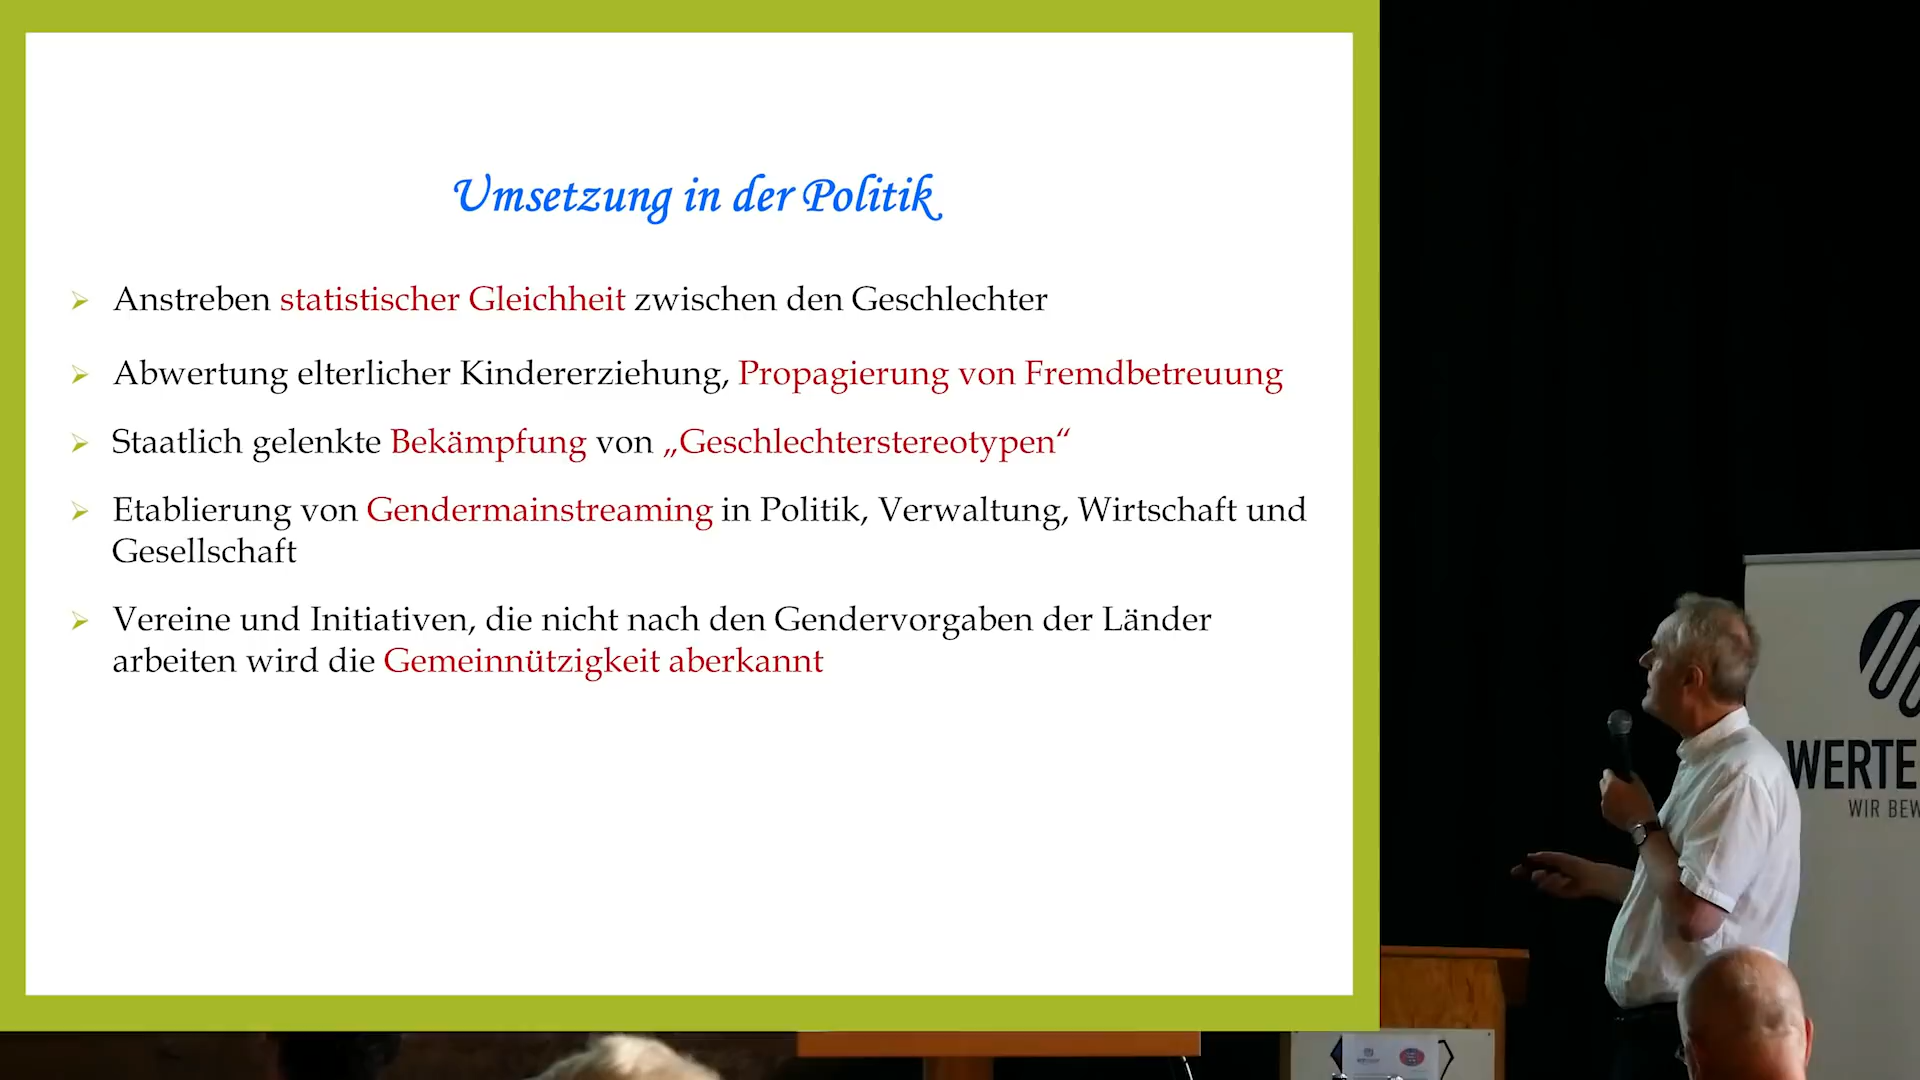 Umsetzung in der Politik
Anstreben statistischer Gleichheit zwischen den Geschlechter
Abwertung elterlicher Kindererziehung, Propagierung von Fremdbetreuung
Staatlich gelenkte Bekämpfung von „Geschlechterstereotypen“
Etablierung von Gendermainstreaming in Politik, Verwaltung, Wirtschaft und
Gesellschaft
Vereine und Initiativen, die nicht nach den Gendervorgaben der Länder
arbeiten wird die Gemeinnützigkeit aberkannt
WERTE
WIR BEW